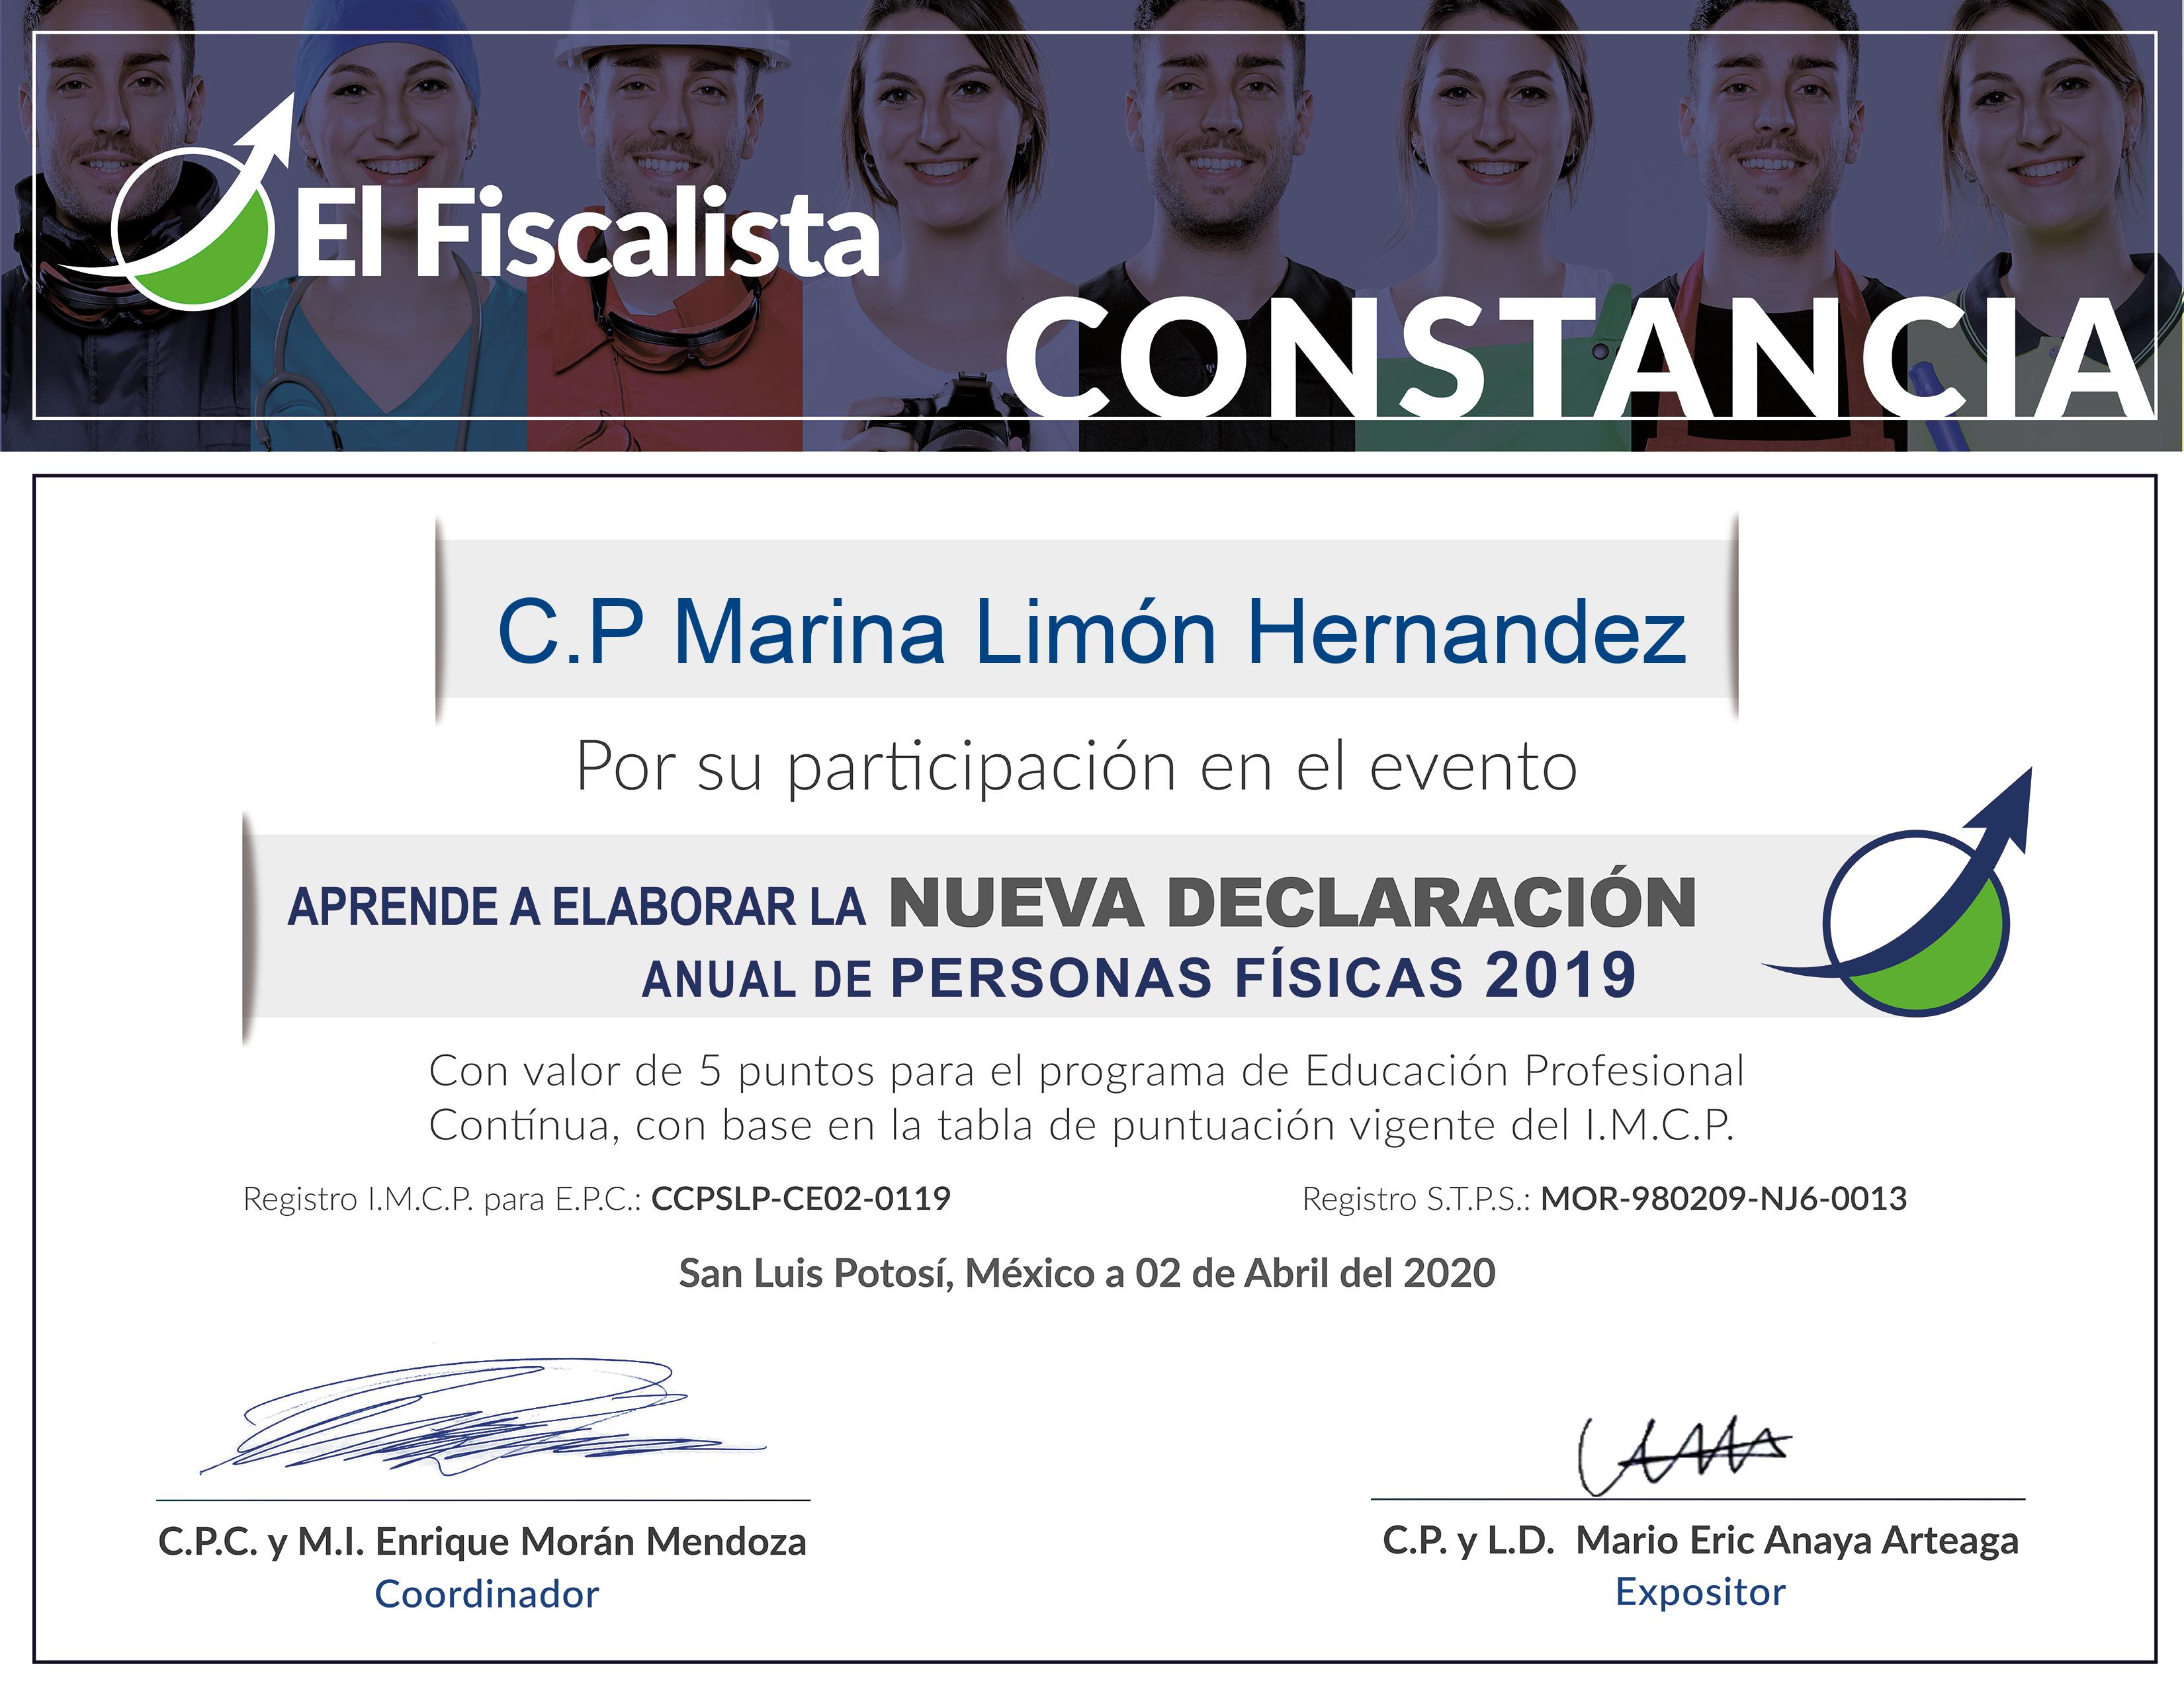 El Fiscalista
CONSTANCIA
C.P Marina Limón Hernandez
Por su participación en el evento
APRENDE A ELABORAR LA NUEVA DECLARACIÓN
ANUAL DE PERSONAS FÍSICAS 2019
Con valor de 5 puntos para el programa de Educación Profesional
Contínua, con base en la tabla de puntuación vigente del I.M.C.P.
Registro I.M.C.P. para E.P.C.: CCPSLP-CE02-0119
Registro S.T.P.S.: MOR-980209-NJ6-0013
San Luis Potosí, México a 02 de Abril del 2020
C.P.C. y M.I. Enrique Morán Mendoza
Coordinador
C.P. y L.D. Mario Eric Anaya Arteaga
Expositor